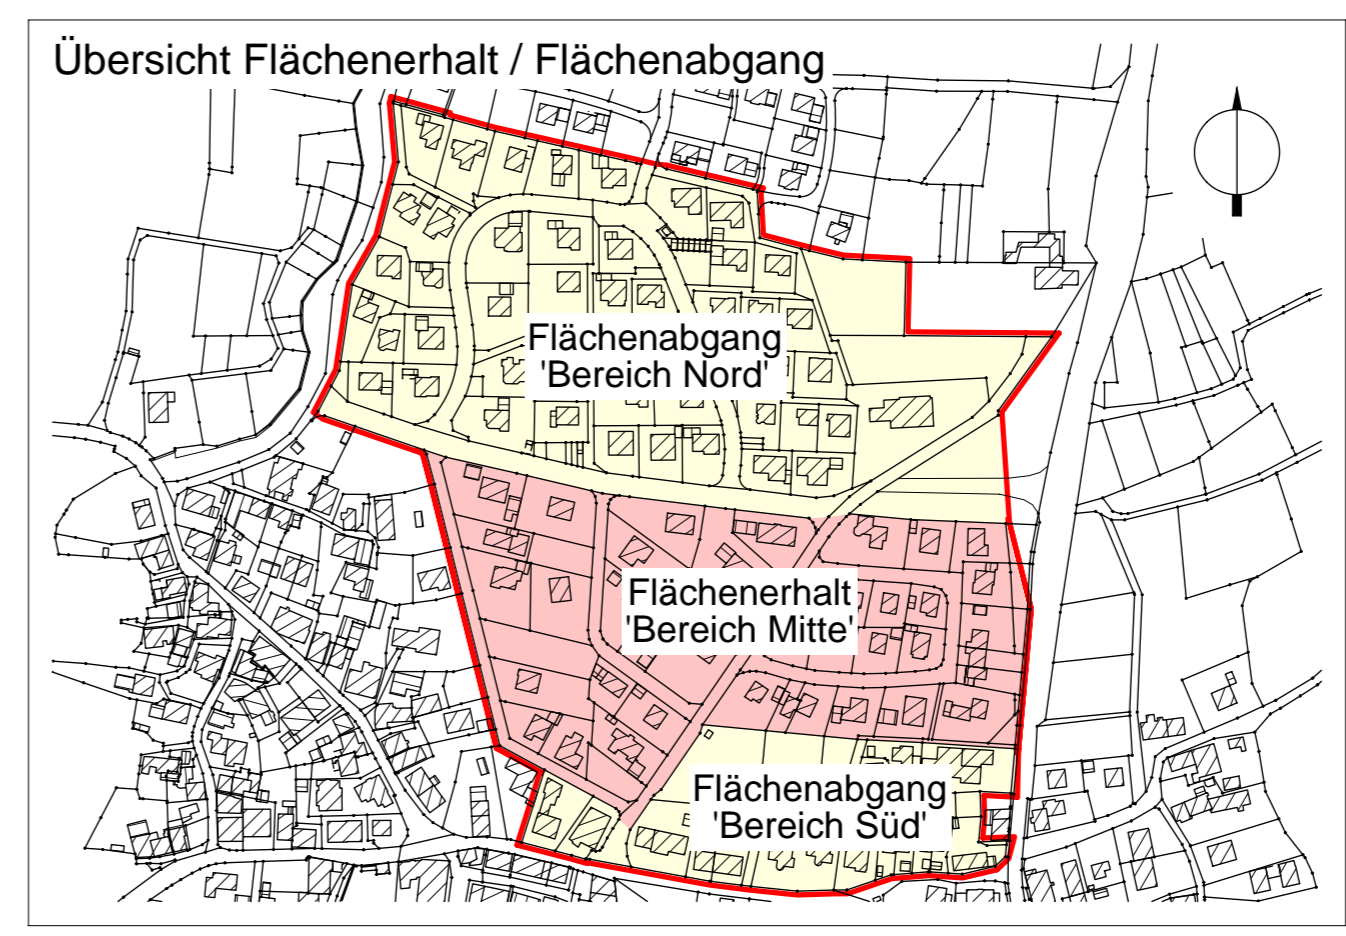 Übersicht Flächenerhalt / Flächenabgang
Flächenabgang
'Bereich Nord'
Flächenerhalt
'Bereich Mitte'
Flächenabgang
'Bereich Süd'